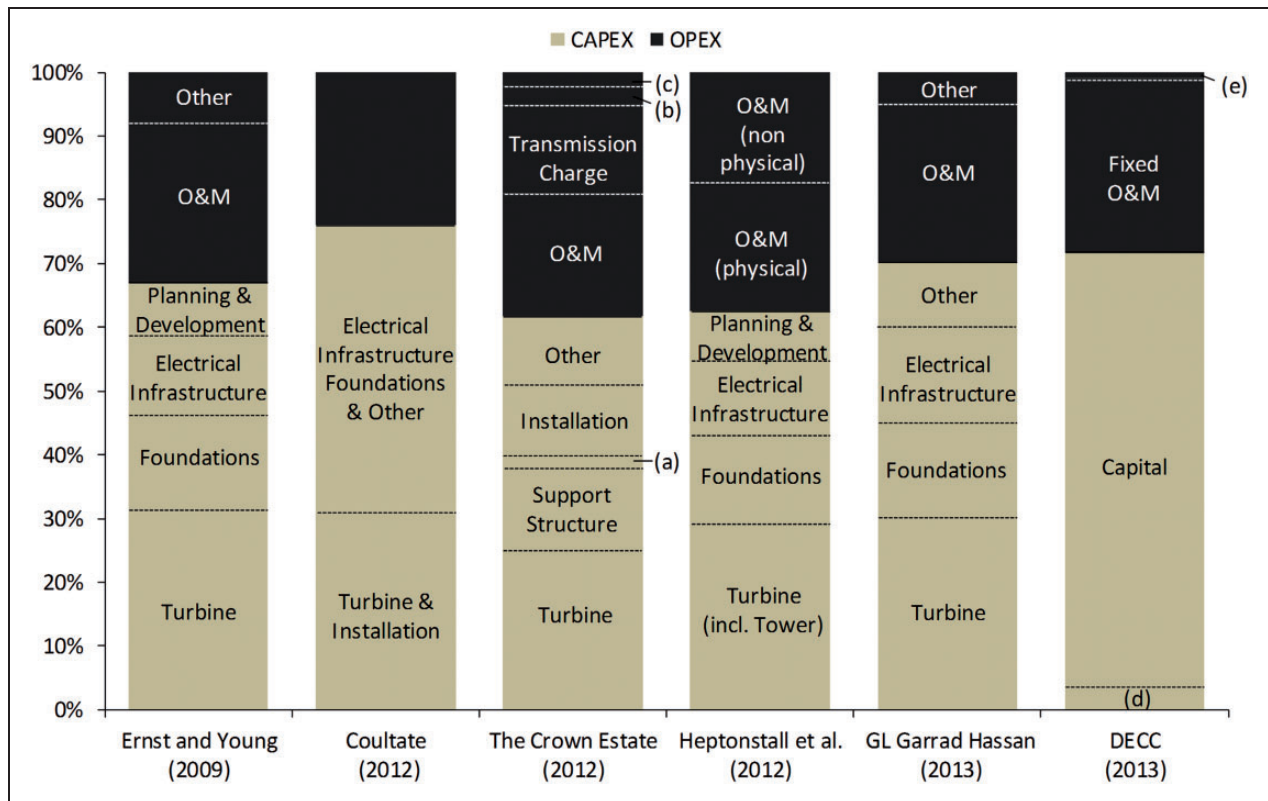 CAPEX OPEX
100%
90%
80%
70%
60%
50%
40%
30%
20%
10%
0%
Other
O&M
Planning &
Development
Electrical
Infrastructure
Foundations
Turbine
Ernst and Young
(2009)
Electrical
Infrastructure
Foundations
& Other
Turbine &
Installation
Coultate
(2012)
(c)
(b)
Transmission
Charge
O&M
Other
Installation
(a)
Support
Structure
Turbine
The Crown Estate
(2012)
O&M
(non
physical)
O&M
(physical)
Planning &
Development
Electrical
Infrastructure
Foundations
Turbine
(incl. Tower)
Heptonstall et al.
(2012)
Other
O&M
Other
Electrical
Infrastructure
Foundations
Turbine
GL Garrad Hassan
(2013)
(e)
Fixed
O&M
Capital
(d)
DECC
(2013)